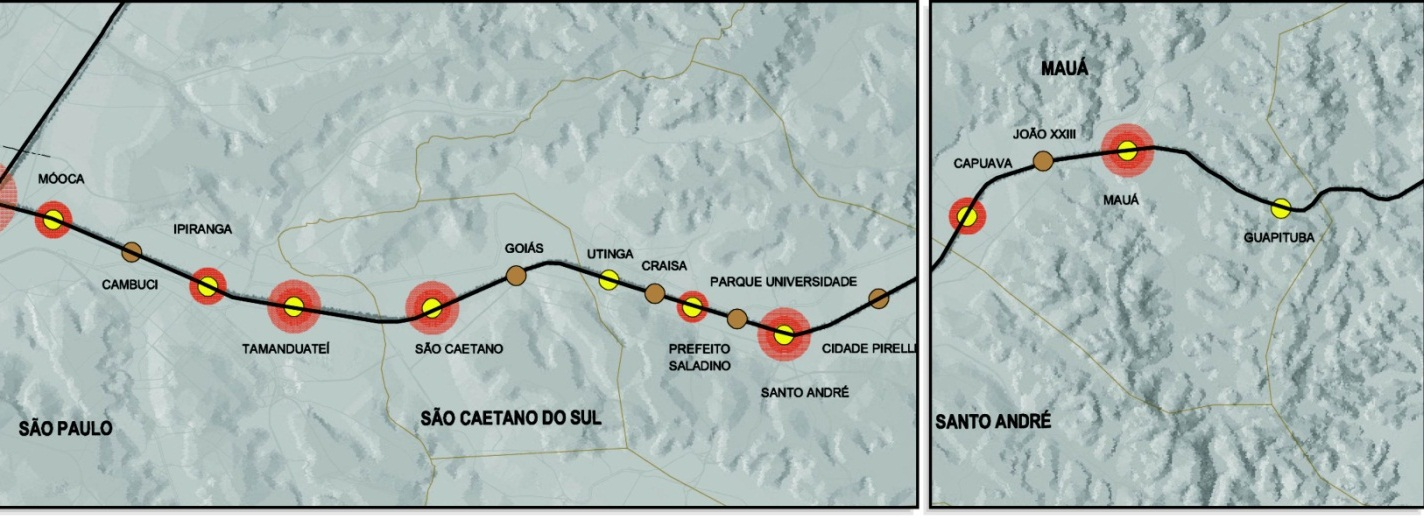 MÓOCA
IPIRANGA
CAMBUCI
TAMANDUATEÍ
SÃO CAETANO
GOIÁS
UTINGA
CRAISA
PARQUE UNIVERSIDADE
PREFEITO
SALADINO
CIDADE PIRELLI
SANTO ANDRÉ
SÃO PAULO
SÃO CAETANO DO SUL
MAUÁ
JOÃO XXIII
CAPUAVA
MAUÁ
GUAPITUBA
SANTO ANDRÉ